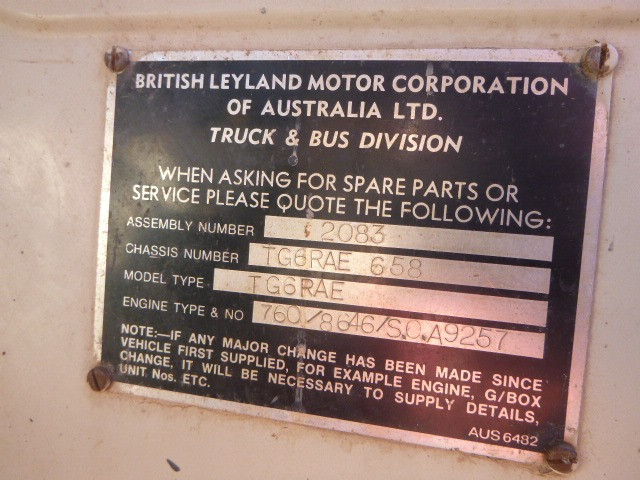 BRITISH LEYLAND MOTOR CORPORATION
OF AUSTRALIA LTD.
TRUCK & BUS DIVISION
WHEN ASKING FOR SPARE PARTS OR
SERVICE PLEASE QUOTE THE FOLLOWING:
ASSEMBLY NUMBER 2083
CHASSIS NUMBER TG6RAE 658
MODEL TYPE TG6RAE
ENGINE TYPE & NO 760/8646/S.O.A9257
NOTE:—IF ANY MAJOR CHANGE HAS BEEN MADE SINCE
VEHICLE FIRST SUPPLIED, FOR EXAMPLE ENGINE, G/BOX
CHANGE, IT WILL BE NECESSARY TO SUPPLY DETAILS,
UNIT Nos. ETC.
AUS 6482